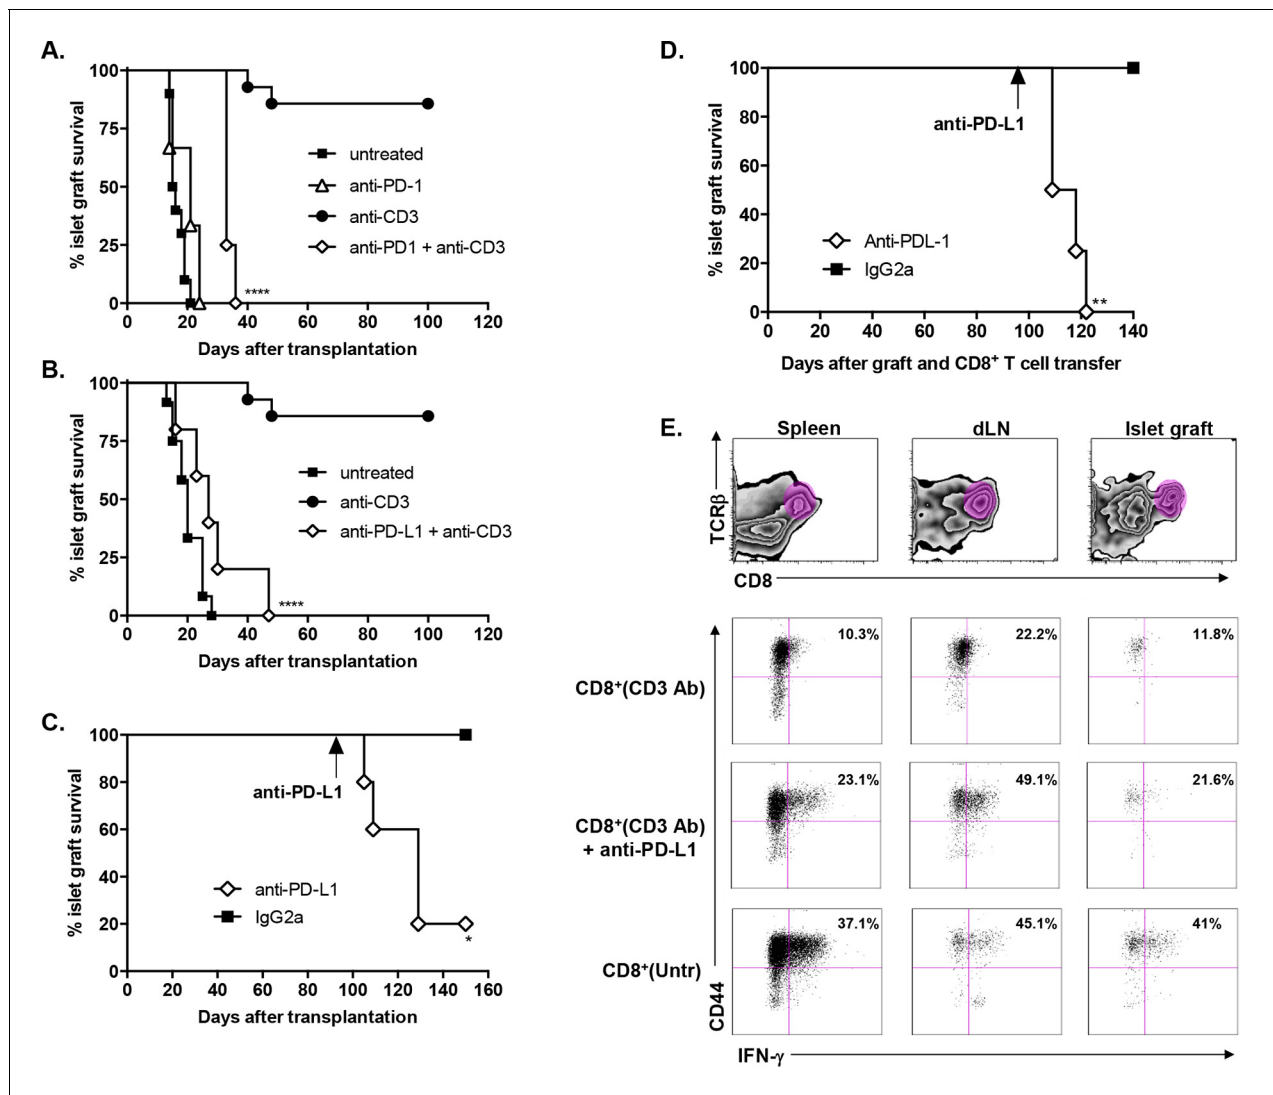 A.
% islet graft survival
100
75
50
25
0
0 20 40 60 80 100 120
untreated
anti-PD-1
anti-CD3
anti-PD1 + anti-CD3
****
Days after transplantation
B.
% islet graft survival
100
75
50
25
0
0 20 40 60 80 100 120
untreated
anti-CD3
anti-PD-L1 + anti-CD3
****
Days after transplantation
C.
% islet graft survival
100
80
60
40
20
0
0 20 40 60 80 100 120 140 160
anti-PD-L1
anti-PD-L1
IgG2a
*
Days after transplantation
D.
% islet graft survival
100
80
60
40
20
0
0 20 40 60 80 100 120 140
anti-PD-L1
Anti-PDL-1
IgG2a
**
Days after graft and CD8⁺ T cell transfer
E.
Spleen dLN Islet graft
TCRβ
CD8
CD8⁺(CD3 Ab)
10.3% 22.2% 11.8%
CD8⁺(CD3 Ab)
+ anti-PD-L1
23.1% 49.1% 21.6%
CD8⁺(Untr)
37.1% 45.1% 41%
CD44
IFN-γ